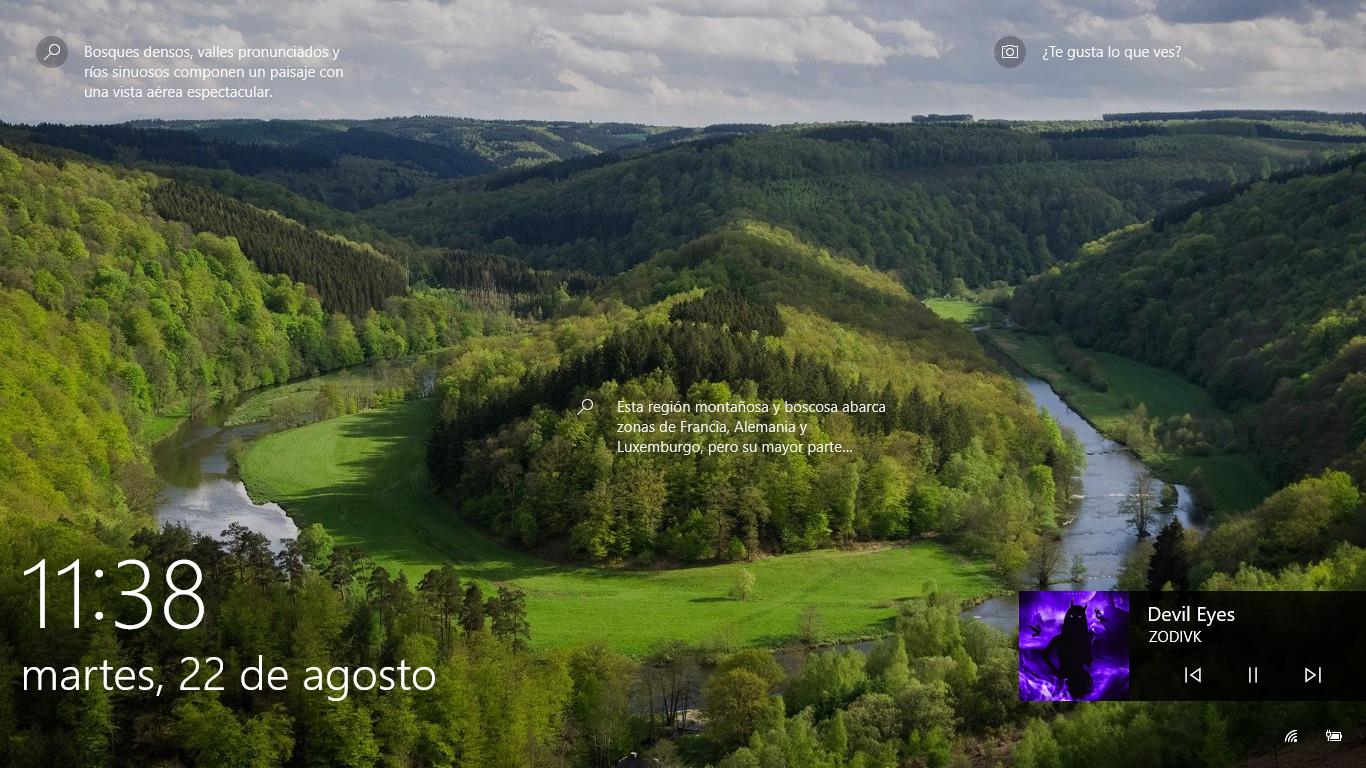 Bosques densos, valles pronunciados y
ríos sinuosos componen un paisaje con
una vista aérea espectacular.
¿Te gusta lo que ves?
Esta región montañosa y boscosa abarca
zonas de Francia, Alemania y
Luxemburgo, pero su mayor parte...
11:38
martes, 22 de agosto
Devil Eyes
ZODIVK